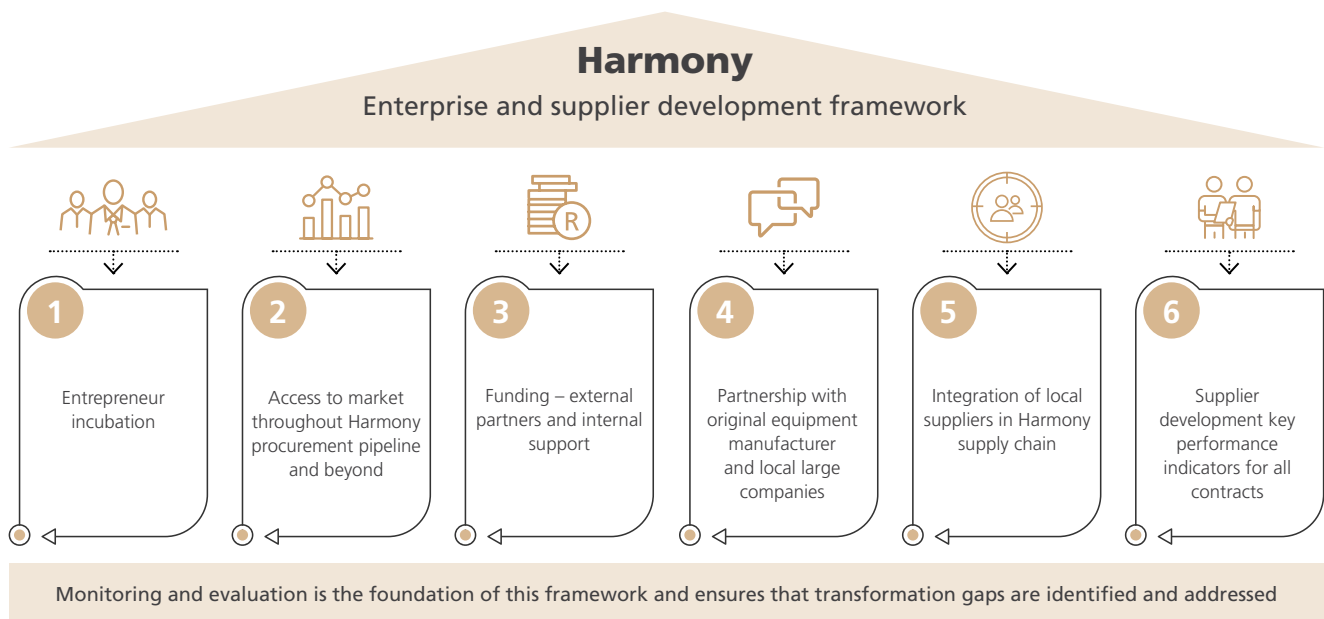 Harmony
Enterprise and supplier development framework
R
1
Entrepreneur
incubation
2
Access to market
throughout Harmony
procurement pipeline
and beyond
3
Funding – external
partners and internal
support
4
Partnership with
original equipment
manufacturer
and local large
companies
5
Integration of local
suppliers in Harmony
supply chain
6
Supplier
development key
performance
indicators for all
contracts
Monitoring and evaluation is the foundation of this framework and ensures that transformation gaps are identified and addressed